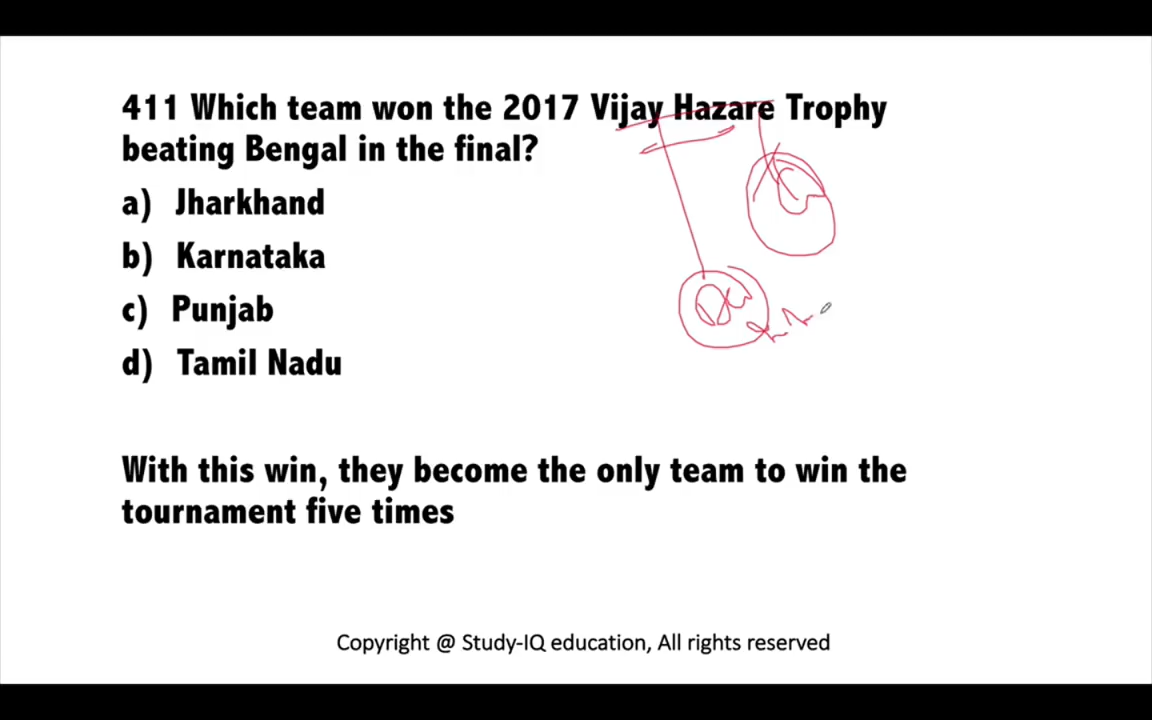 411 Which team won the 2017 Vijay Hazare Trophy
beating Bengal in the final?
a) Jharkhand
b) Karnataka
c) Punjab
d) Tamil Nadu
With this win, they become the only team to win the
tournament five times
Copyright @ Study-IQ education, All rights reserved